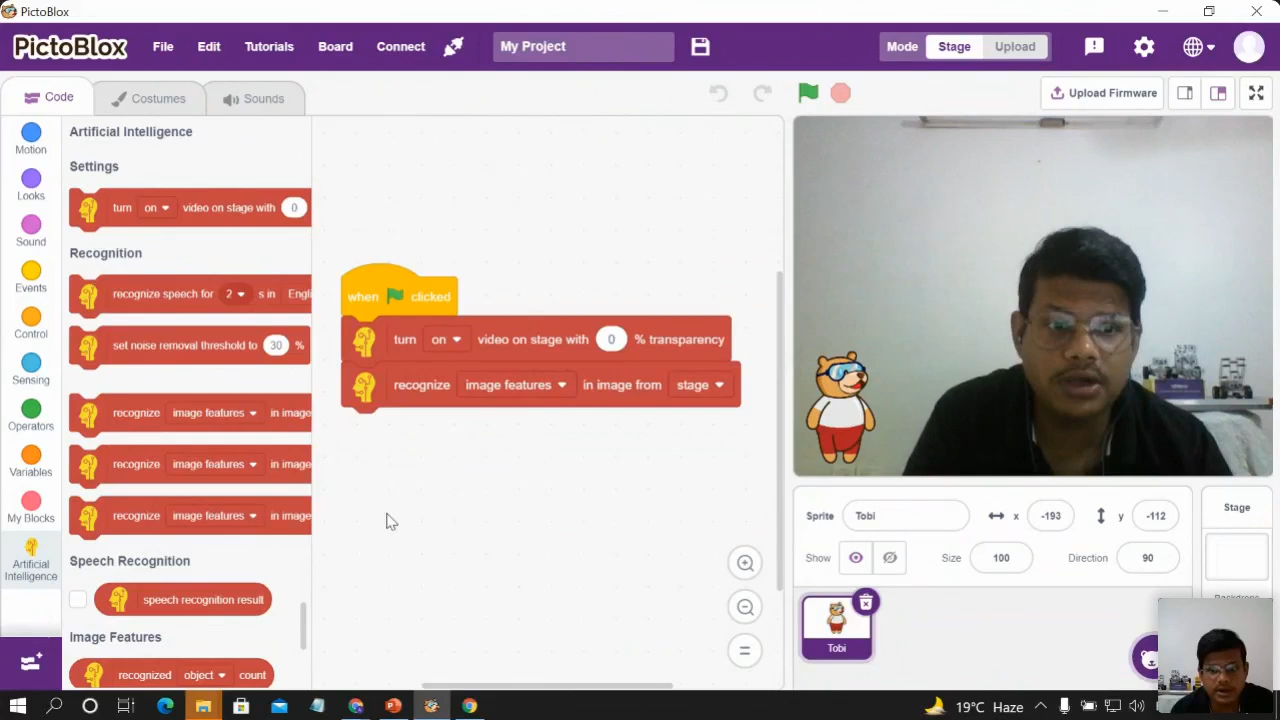 PictoBlox
PictoBlox File Edit Tutorials Board Connect My Project Mode Stage Upload
Code Costumes Sounds Upload Firmware
Motion
Looks
Sound
Events
Control
Sensing
Operators
Variables
My Blocks
Artificial
Intelligence
Artificial Intelligence
Settings
turn on video on stage with 0
Recognition
recognize speech for 2 s in Engli
set noise removal threshold to 30 %
recognize image features in image
recognize image features in image
recognize image features in image
Speech Recognition
speech recognition result
Image Features
recognized object count
when clicked
turn on video on stage with 0 % transparency
recognize image features in image from stage
Sprite Tobi x -193 y -112
Show Size 100 Direction 90
Tobi
Stage
19°C Haze